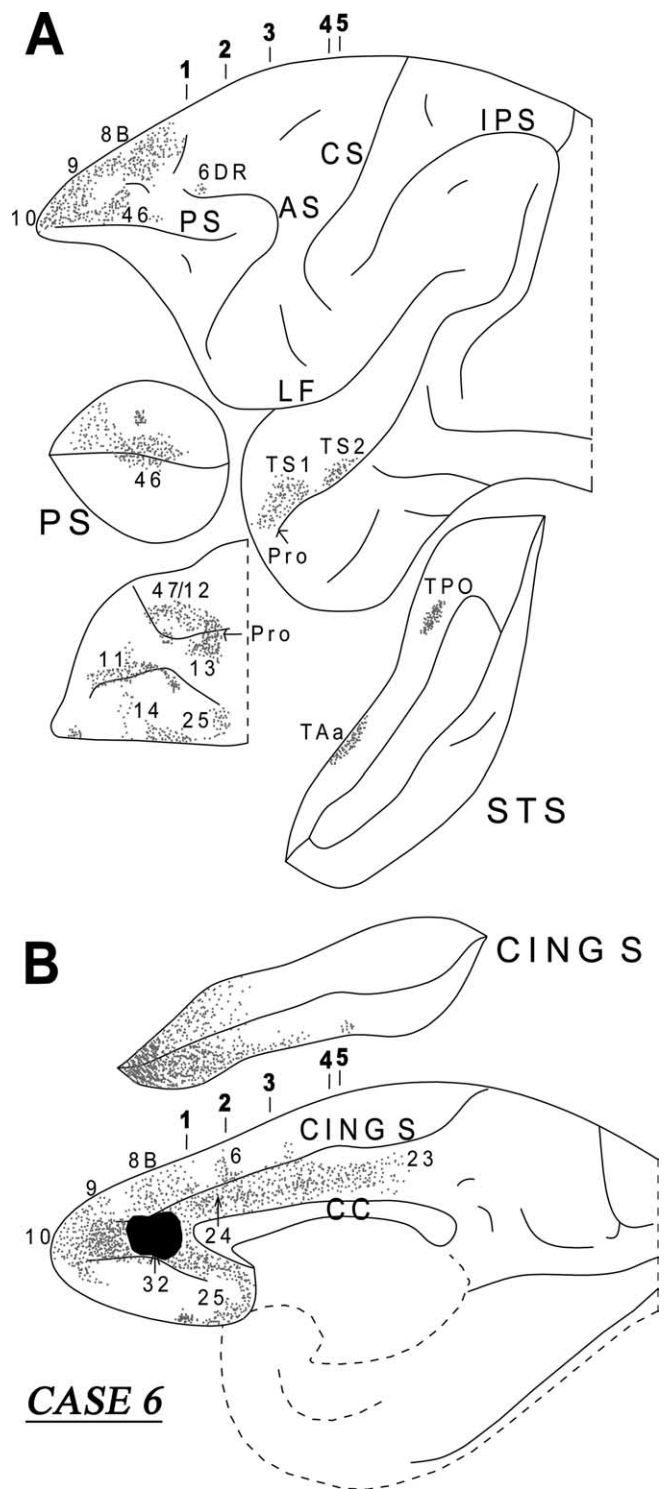 A
1 2 3 4 5
8B
9
6DR
10
46
PS
AS
CS
IPS
LF
46
PS
TS1
TS2
Pro
47/12
Pro
11
13
14
25
TPO
TAa
STS
B
CING S
1 2 3 4 5
CING S
8B
6
23
9
10
CC
24
32
25
CASE 6